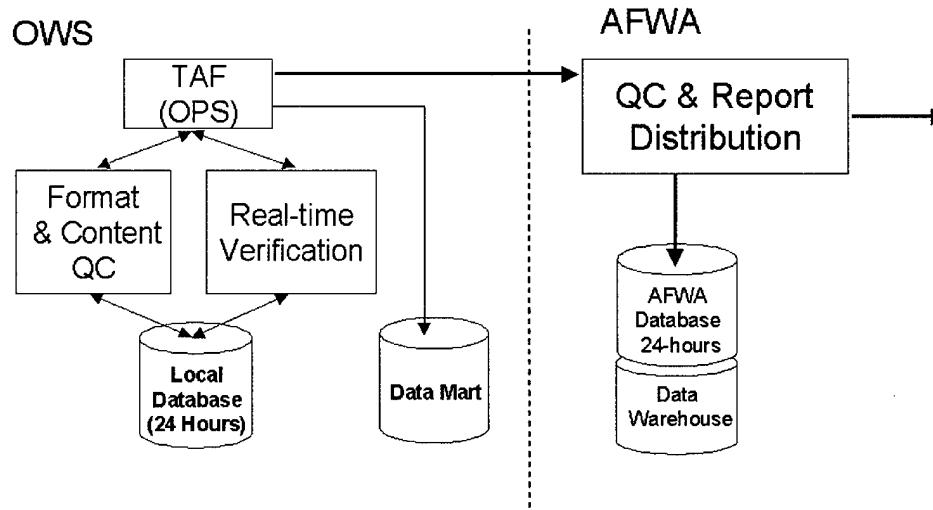 OWS
AFWA
TAF
(OPS)
QC & Report
Distribution
Format
& Content
QC
Real-time
Verification
AFWA
Database
24-hours
Local
Database
(24 Hours)
Data Mart
Data
Warehouse